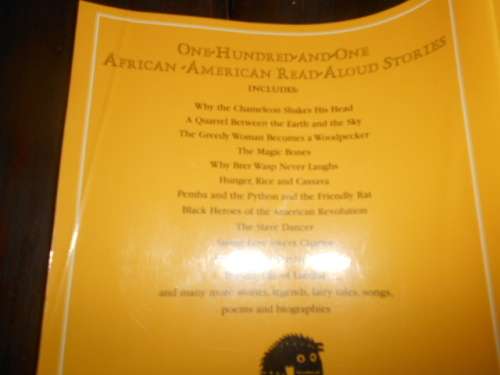 ONE-HUNDRED-AND-ONE
AFRICAN-AMERICAN READ-ALOUD STORIES
INCLUDES:
Why the Chameleon Shakes His Head
A Quarrel Between the Earth and the Sky
The Greedy Woman Becomes a Woodpecker
The Magic Bones
Why Brer Wasp Never Laughs
Hunger, Rice and Cassava
Pemba and the Python and the Friendly Rat
Black Heroes of the American Revolution
The Slave Dancer
and many more stories, legends, fairy tales, songs,
poems and biographies